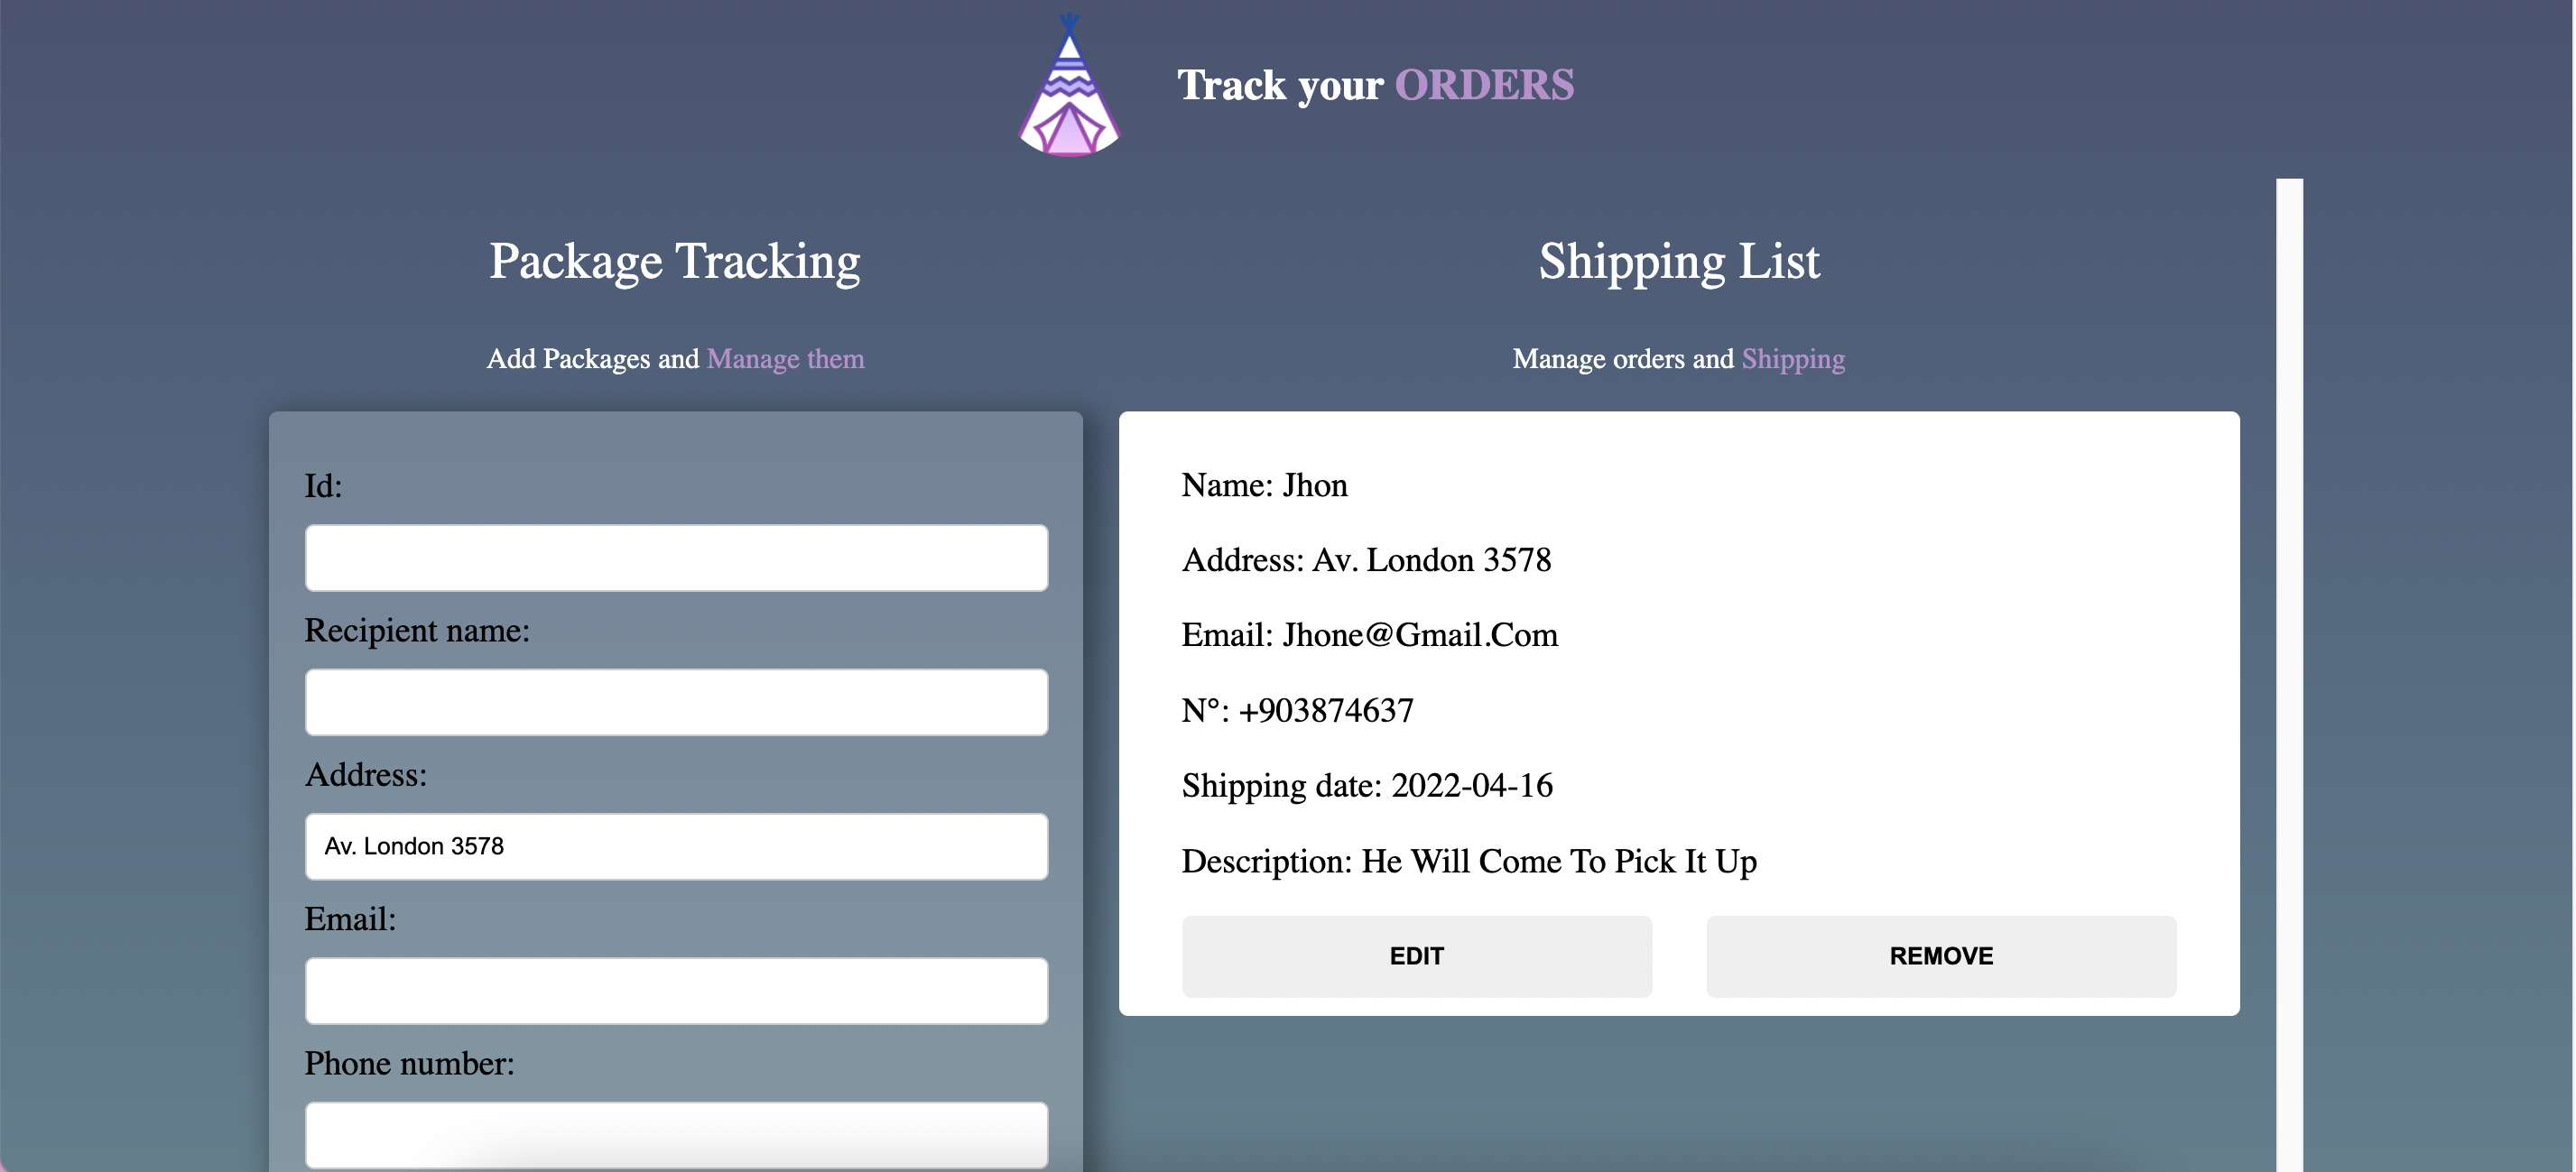 Track your ORDERS
Package Tracking
Add Packages and Manage them
Id:
Recipient name:
Address:
Av. London 3578
Email:
Phone number:
Shipping List
Manage orders and Shipping
Name: Jhon
Address: Av. London 3578
Email: Jhone@Gmail.Com
N°: +903874637
Shipping date: 2022-04-16
Description: He Will Come To Pick It Up
EDIT
REMOVE